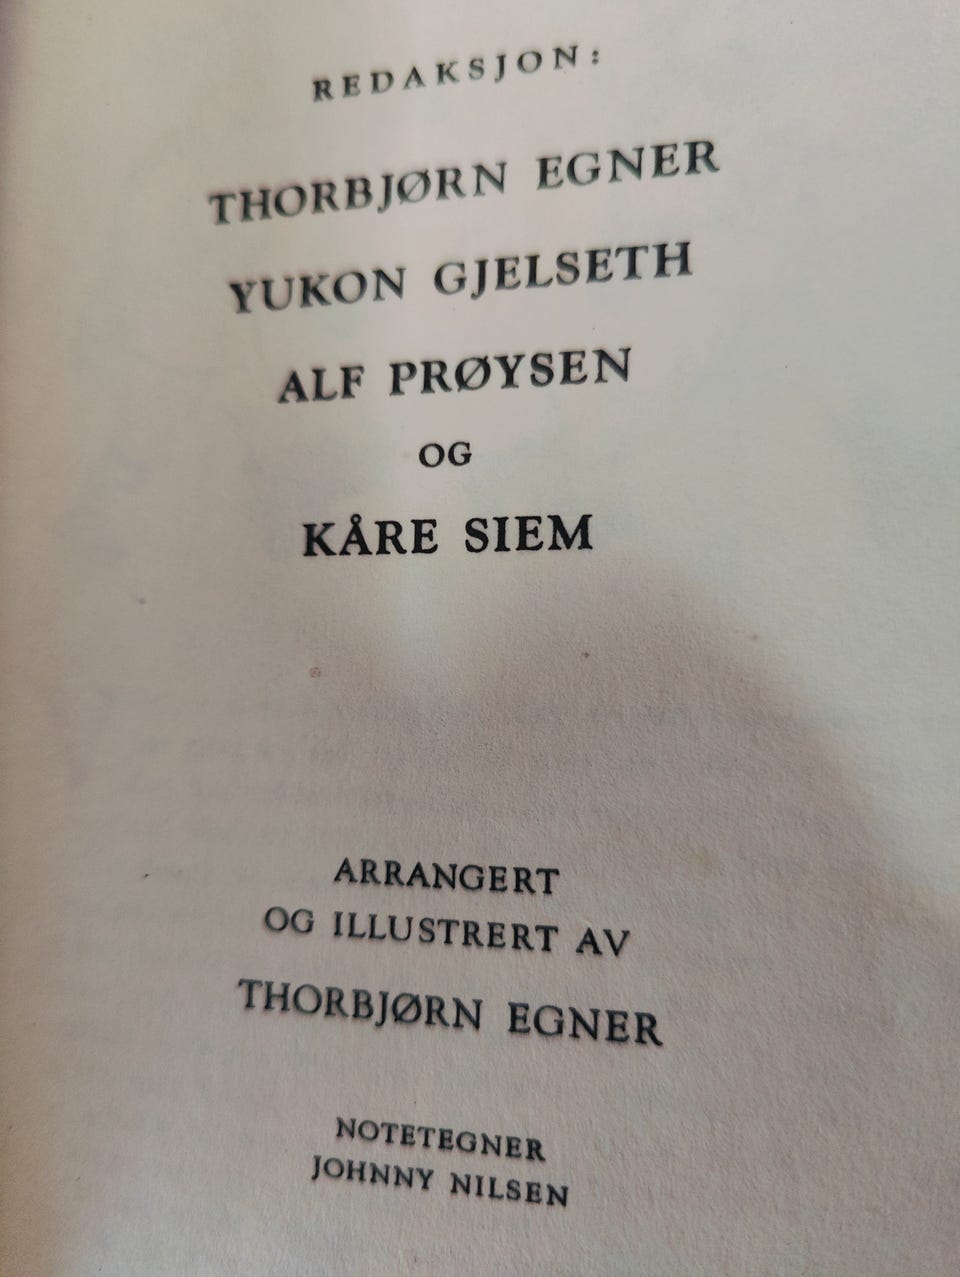 REDAKSJON:
THORBJØRN EGNER
YUKON GJELSETH
ALF PRØYSEN
OG
KÅRE SIEM
ARRANGERT
OG ILLUSTRERT AV
THORBJØRN EGNER
NOTETEGNER
JOHNNY NILSEN